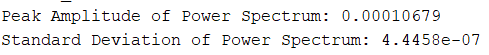 Peak Amplitude of Power Spectrum: 0.00010679
Standard Deviation of Power Spectrum: 4.4458e-07